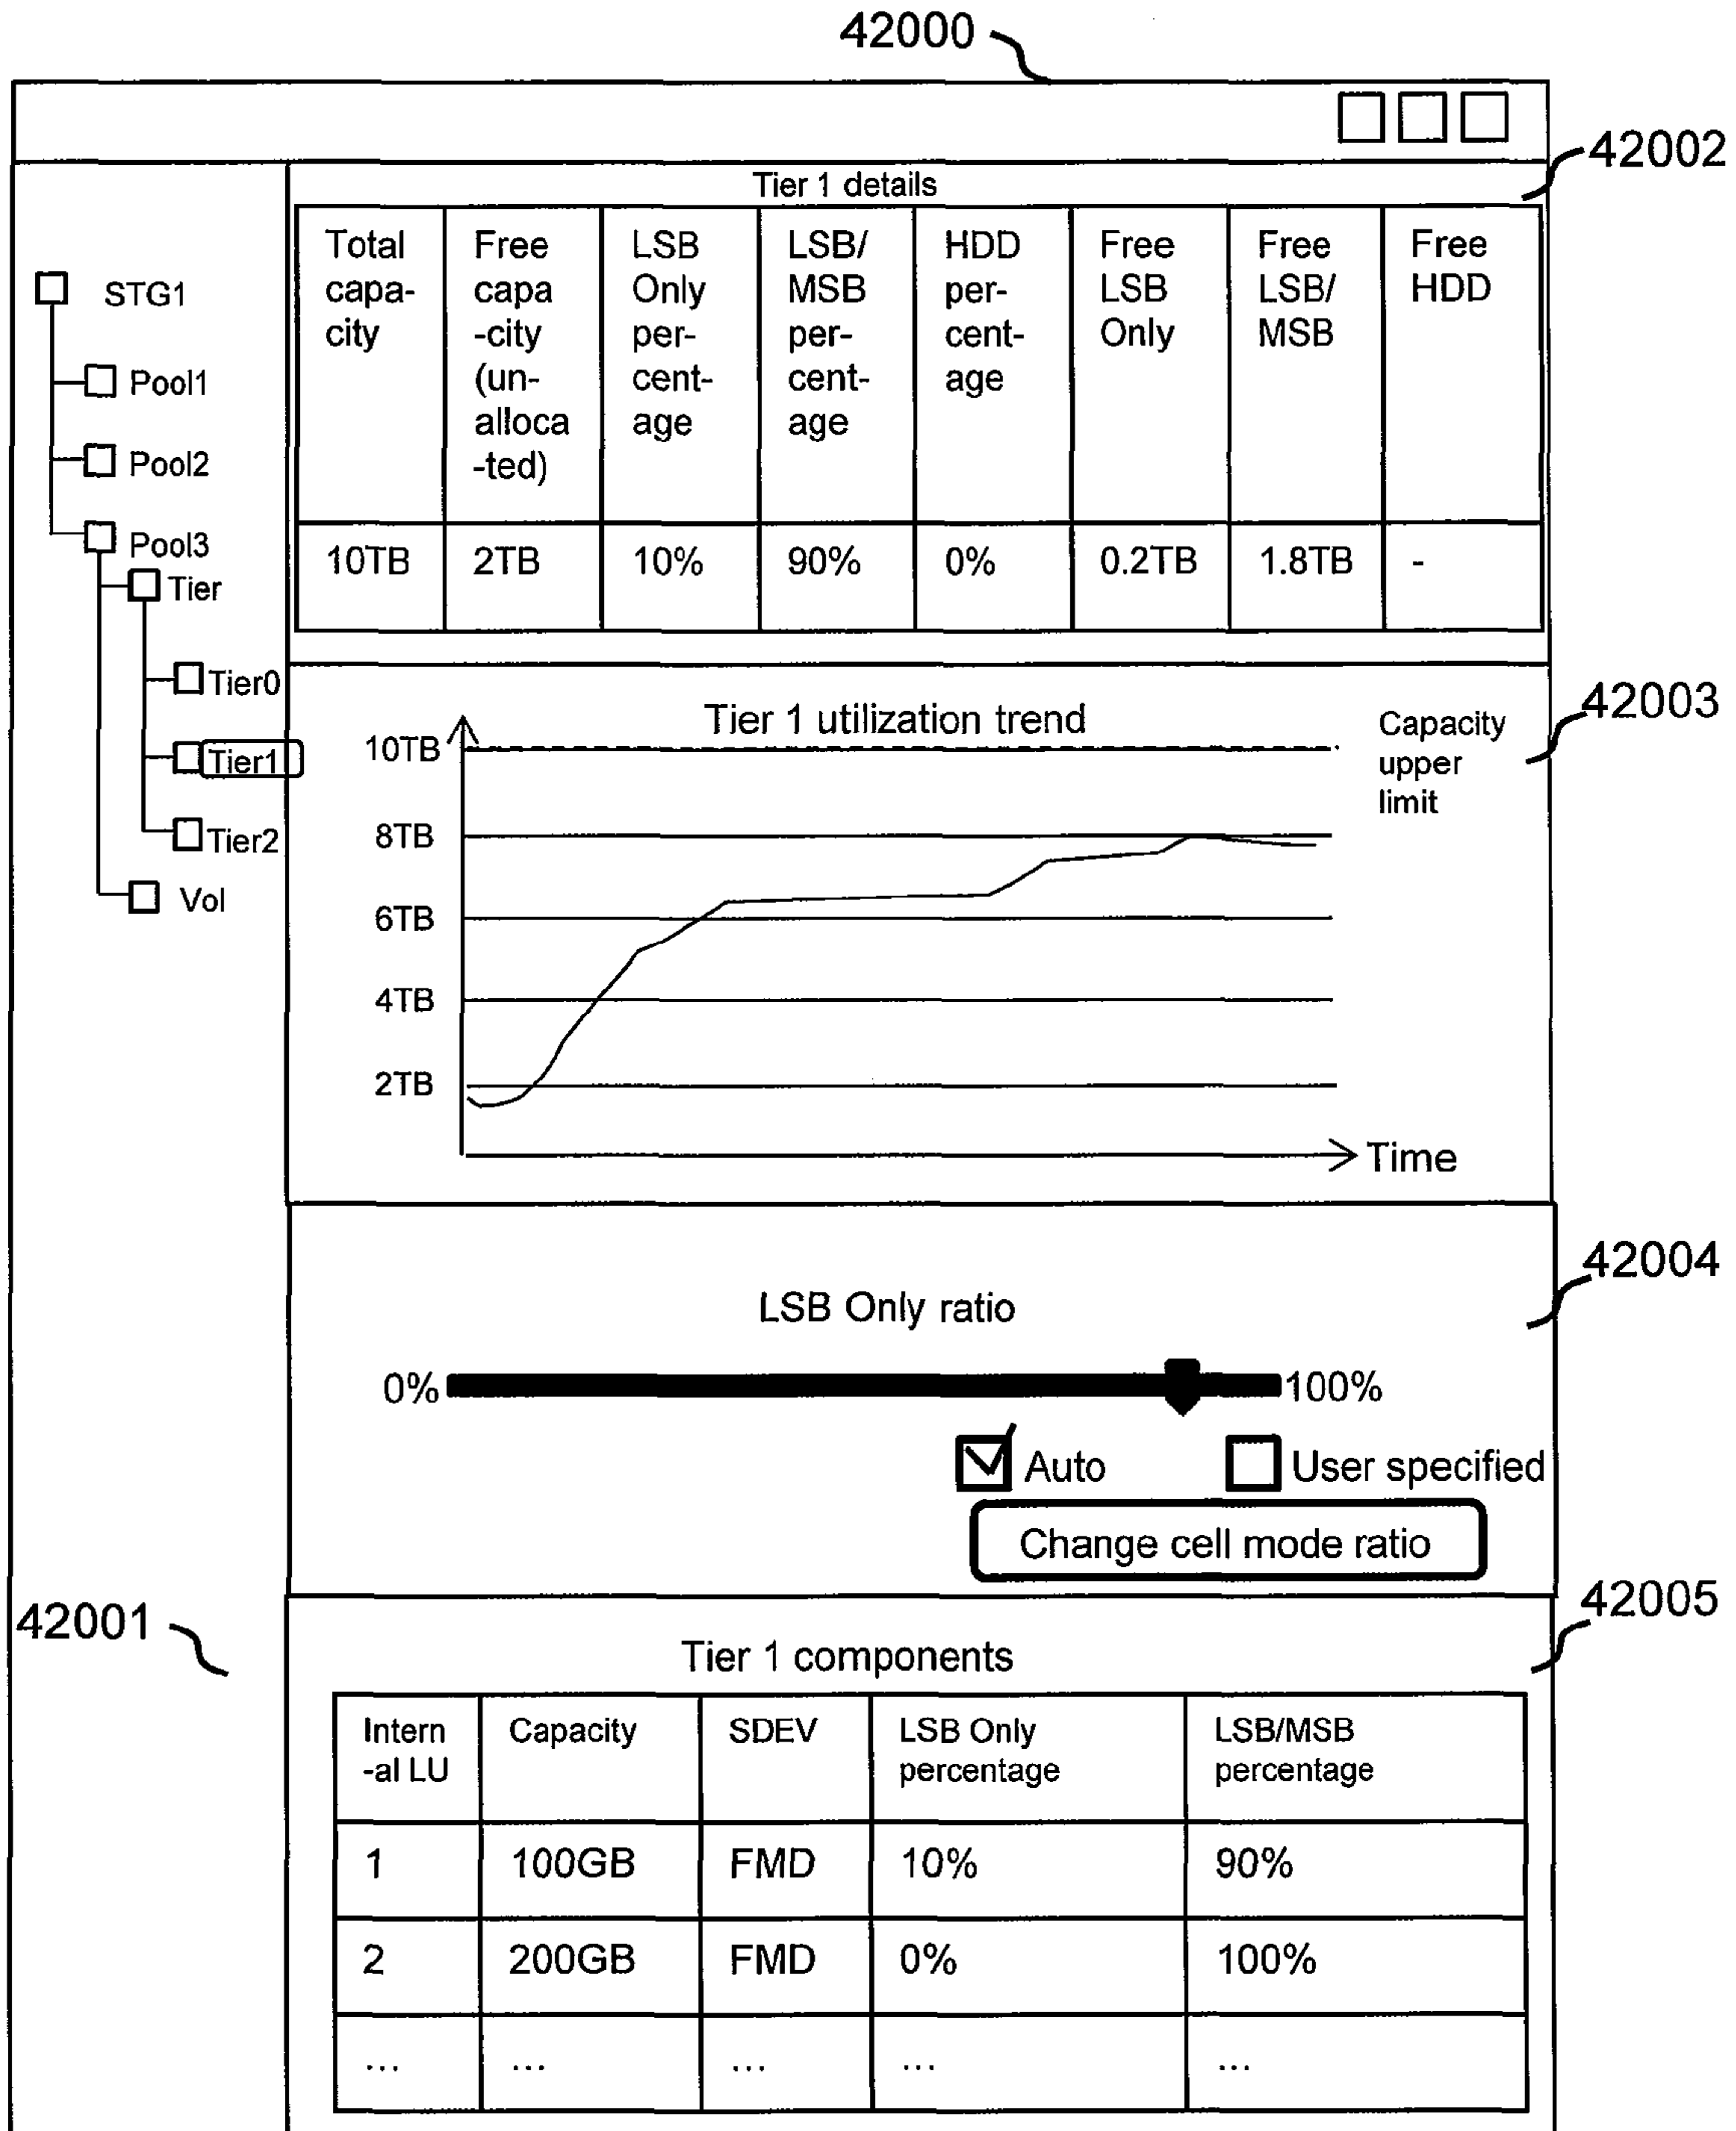 42000
42002
STG1
Pool1
Pool2
Pool3
Tier
Tier0
Tier1
Tier2
Vol
42001
Tier 1 details
Total
capa-
city
Free
capa
-city
(un-
alloca
-ted)
LSB
Only
per-
cent-
age
LSB/
MSB
per-
cent-
age
HDD
per-
cent-
age
Free
LSB
Only
Free
LSB/
MSB
Free
HDD
10TB 2TB 10% 90% 0% 0.2TB 1.8TB -
42003
Tier 1 utilization trend
Capacity
upper
limit
10TB
8TB
6TB
4TB
2TB
Time
42004
LSB Only ratio
0% 100%
Auto User specified
Change cell mode ratio
42005
Tier 1 components
Intern
-al LU
Capacity
SDEV
LSB Only
percentage
LSB/MSB
percentage
1 100GB FMD 10% 90%
2 200GB FMD 0% 100%
... ... ... ... ...